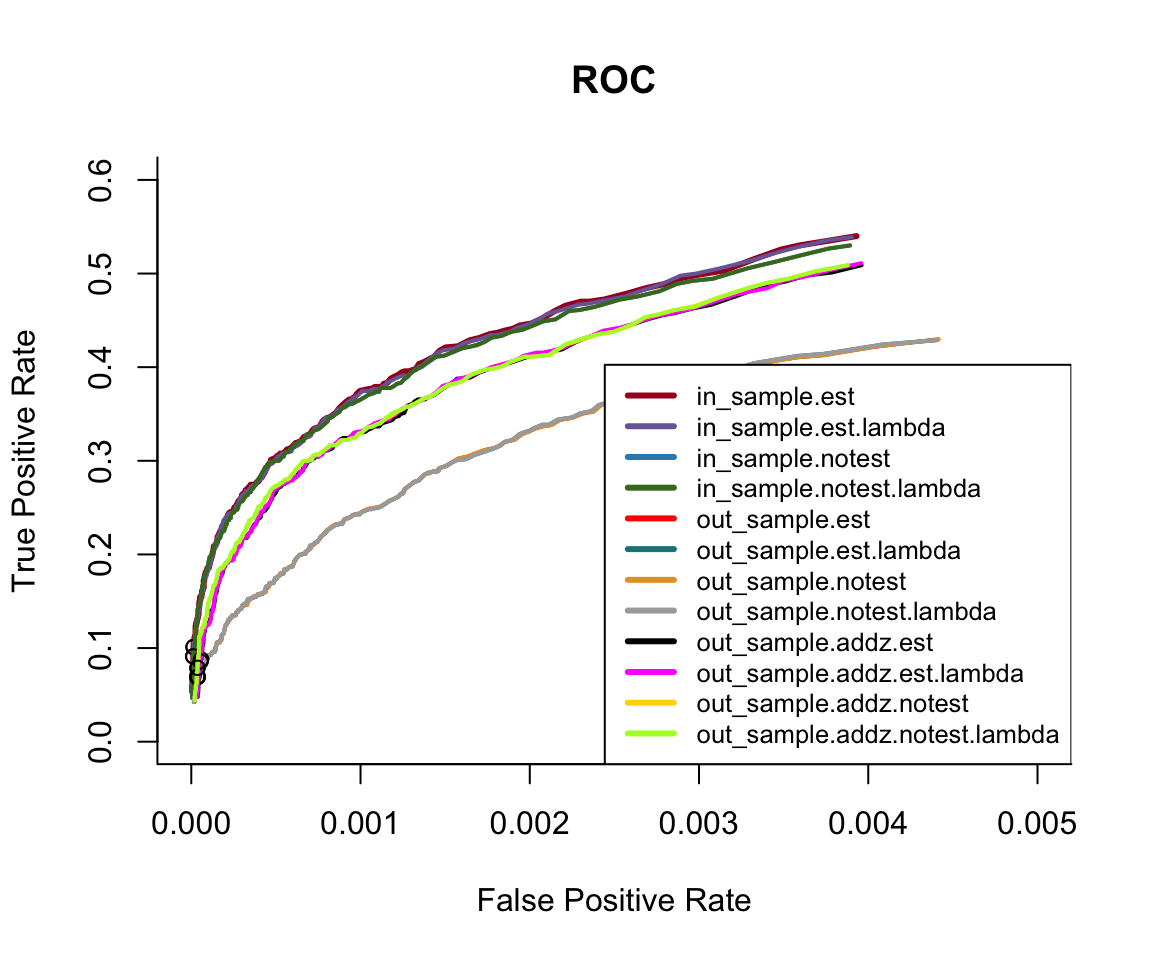 ROC
True Positive Rate
0.6
0.5
0.4
0.3
0.2
0.1
0.0
in_sample.est
in_sample.est.lambda
in_sample.notest
in_sample.notest.lambda
out_sample.est
out_sample.est.lambda
out_sample.notest
out_sample.notest.lambda
out_sample.addz.est
out_sample.addz.est.lambda
out_sample.addz.notest
out_sample.addz.notest.lambda
0.000 0.001 0.002 0.003 0.004 0.005
False Positive Rate